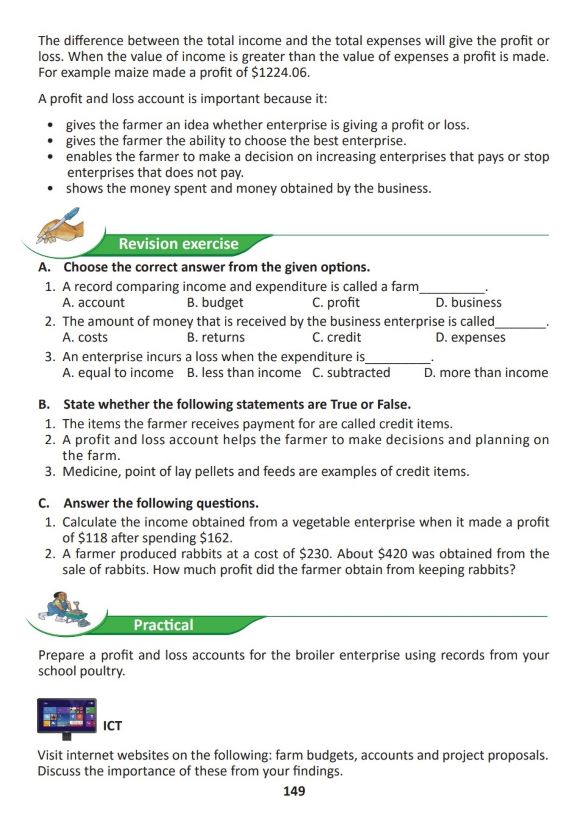 The difference between the total income and the total expenses will give the profit or
loss. When the value of income is greater than the value of expenses a profit is made.
For example maize made a profit of $1224.06.
A profit and loss account is important because it:
• gives the farmer an idea whether enterprise is giving a profit or loss.
• gives the farmer the ability to choose the best enterprise.
• enables the farmer to make a decision on increasing enterprises that pays or stop
enterprises that does not pay.
• shows the money spent and money obtained by the business.
Revision exercise
A. Choose the correct answer from the given options.
1. A record comparing income and expenditure is called a farm__________.
A. account B. budget C. profit D. business
2. The amount of money that is received by the business enterprise is called________.
A. costs B. returns C. credit D. expenses
3. An enterprise incurs a loss when the expenditure is__________.
A. equal to income B. less than income C. subtracted D. more than income
B. State whether the following statements are True or False.
1. The items the farmer receives payment for are called credit items.
2. A profit and loss account helps the farmer to make decisions and planning on
the farm.
3. Medicine, point of lay pellets and feeds are examples of credit items.
C. Answer the following questions.
1. Calculate the income obtained from a vegetable enterprise when it made a profit
of $118 after spending $162.
2. A farmer produced rabbits at a cost of $230. About $420 was obtained from the
sale of rabbits. How much profit did the farmer obtain from keeping rabbits?
Practical
Prepare a profit and loss accounts for the broiler enterprise using records from your
school poultry.
ICT
Visit internet websites on the following: farm budgets, accounts and project proposals.
Discuss the importance of these from your findings.
149